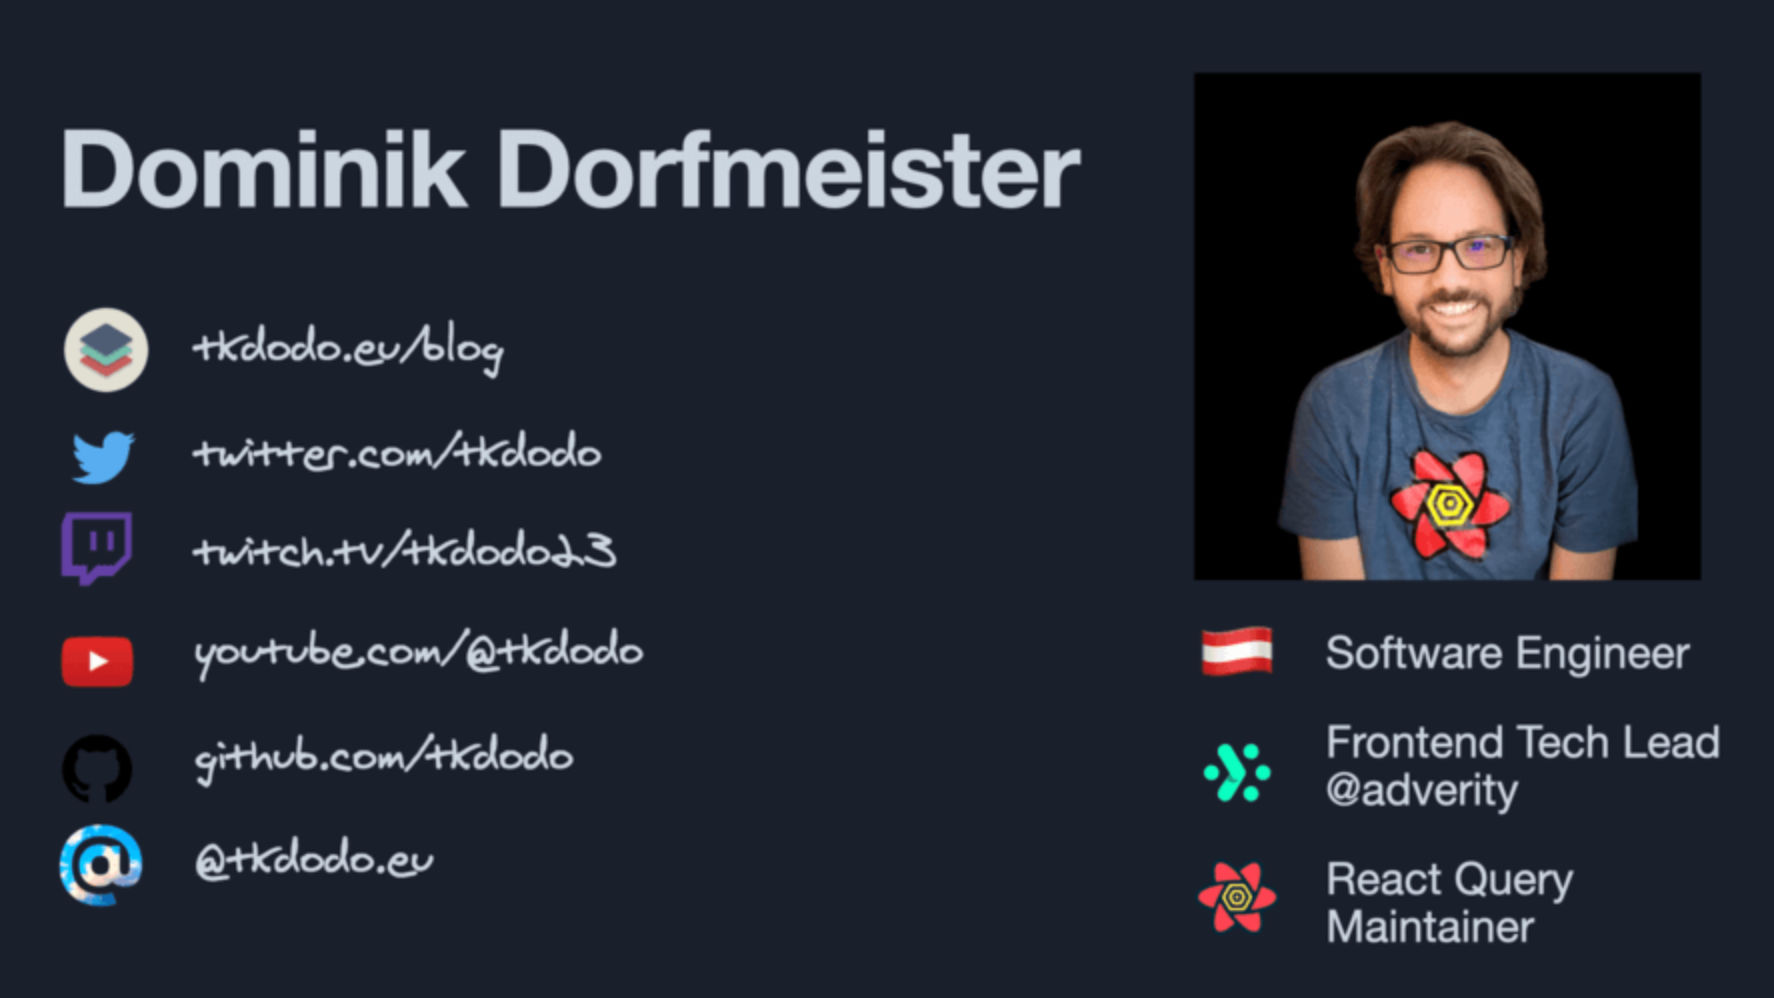 Dominik Dorfmeister
tkdodo.eu/blog
twitter.com/tkdodo
twitch.tv/tkdodo23
youtube.com/@tkdodo
github.com/tkdodo
@tkdodo.eu
Software Engineer
Frontend Tech Lead
@adverity
React Query
Maintainer